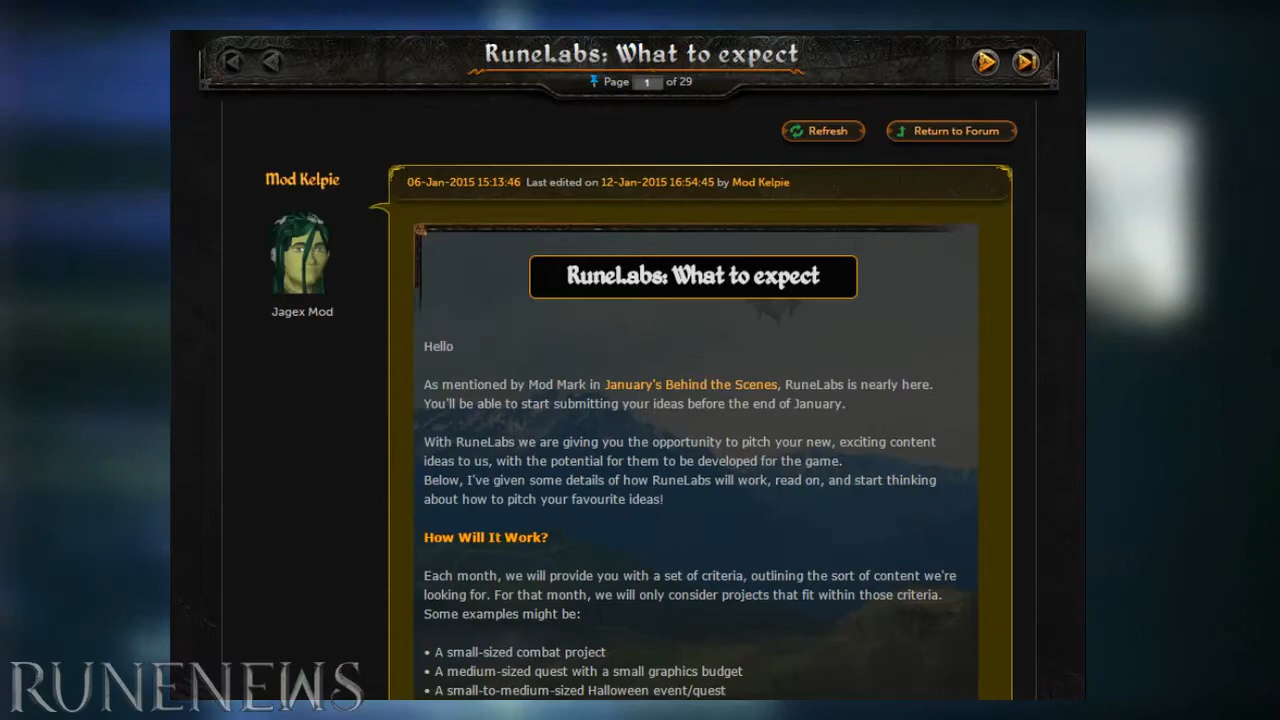 RuneLabs: What to expect
Page 1 of 29
Refresh
Return to Forum
Mod Kelpie
Jagex Mod
06-Jan-2015 15:13:46 Last edited on 12-Jan-2015 16:54:45 by Mod Kelpie
RuneLabs: What to expect
Hello
As mentioned by Mod Mark in January's Behind the Scenes, RuneLabs is nearly here.
You'll be able to start submitting your ideas before the end of January.
With RuneLabs we are giving you the opportunity to pitch your new, exciting content
ideas to us, with the potential for them to be developed for the game.
Below, I've given some details of how RuneLabs will work, read on, and start thinking
about how to pitch your favourite ideas!
How Will It Work?
Each month, we will provide you with a set of criteria, outlining the sort of content we're
looking for. For that month, we will only consider projects that fit within those criteria.
Some examples might be:
• A small-sized combat project
• A medium-sized quest with a small graphics budget
• A small-to-medium-sized Halloween event/quest
RUNENEWS